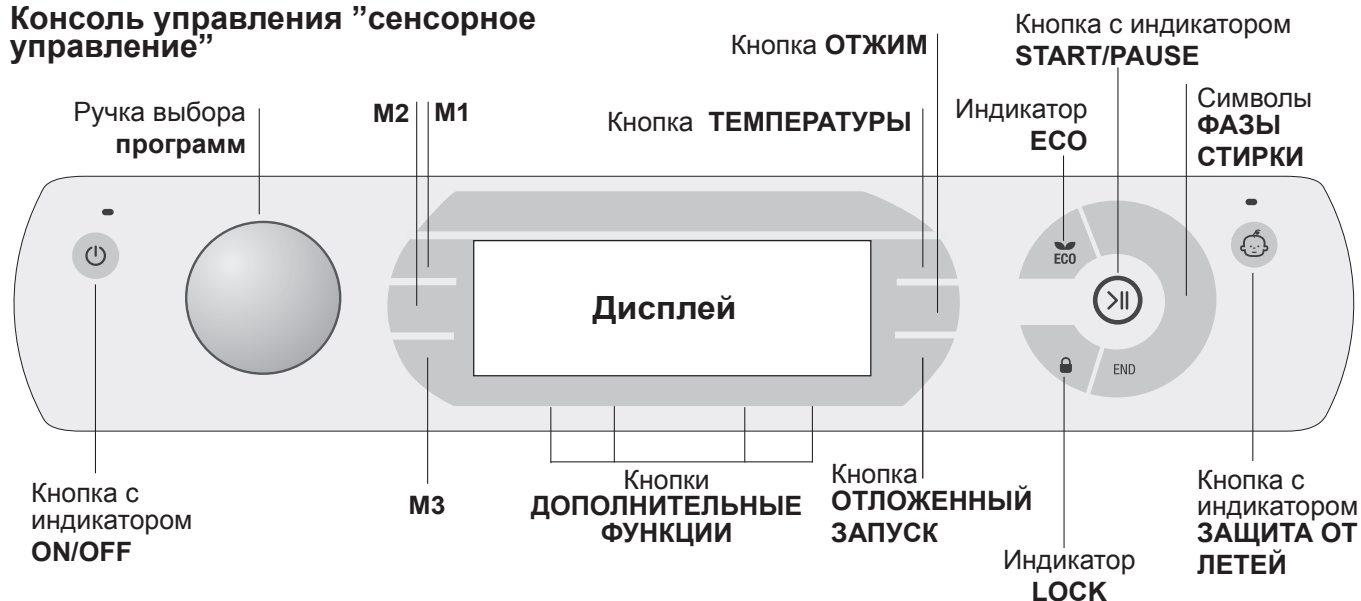 Консоль управления ”сенсорное
управление”
Кнопка ОТЖИМ
Кнопка с индикатором
START/PAUSE
Ручка выбора
программ
M2
M1
Кнопка ТЕМПЕРАТУРЫ
Индикатор
ECO
Символы
ФАЗЫ
СТИРКИ
ECO
Дисплей
END
Кнопка с
индикатором
ON/OFF
M3
Кнопки
ДОПОЛНИТЕЛЬНЫЕ
ФУНКЦИИ
Кнопка
ОТЛОЖЕННЫЙ
ЗАПУСК
Индикатор
LOCK
Кнопка с
индикатором
ЗАЩИТА ОТ
ЛЕТЕЙ